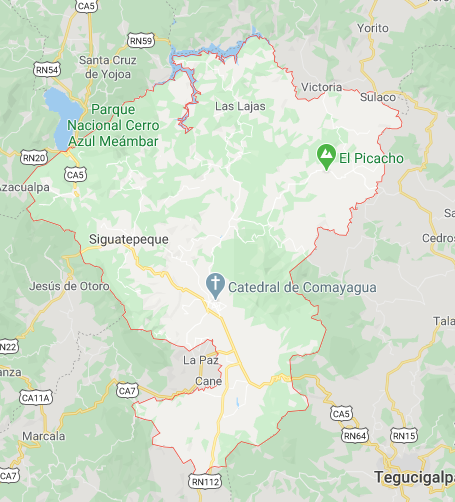 CA5
Yorito
RN59
Santa Cruz
de Yojoa
RN54
Victoria
Sulaco
Las Lajas
Parque
Nacional Cerro
Azul Meámbar
RN20
El Picacho
CA5
Azacualpa
Sa
Siguatepeque
Cedros
Jesús de Otoro
Catedral de Comayagua
Tala
RN22
La Paz
anza
Cane
CA7
CA11A
CA5
Marcala
RN64
RN15
CA7
RN112
Tegucigalpa